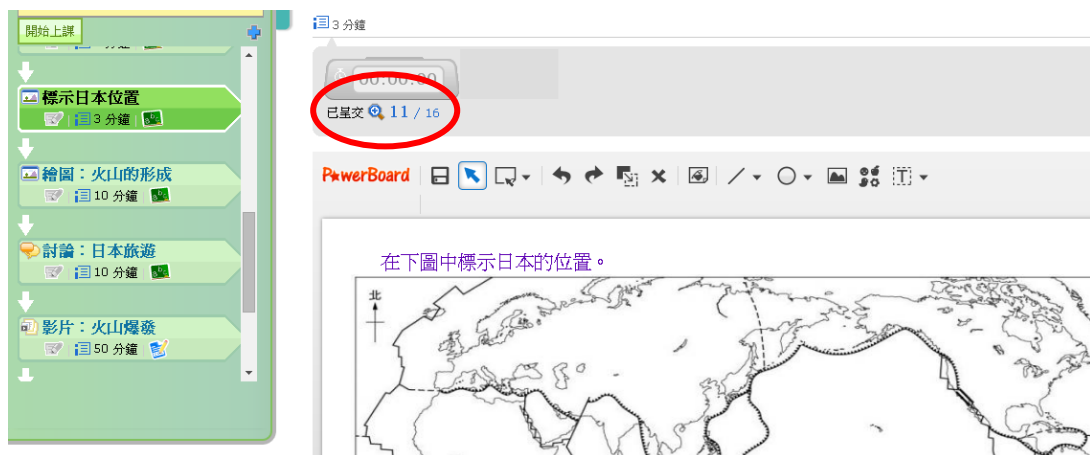 開始上課
標示日本位置
3 分鐘
繪圖：火山的形成
10 分鐘
討論：日本旅遊
10 分鐘
影片：火山爆發
50 分鐘
3 分鐘
00:00:00
已呈交 11 / 16
PowerBoard
在下圖中標示日本的位置。
北